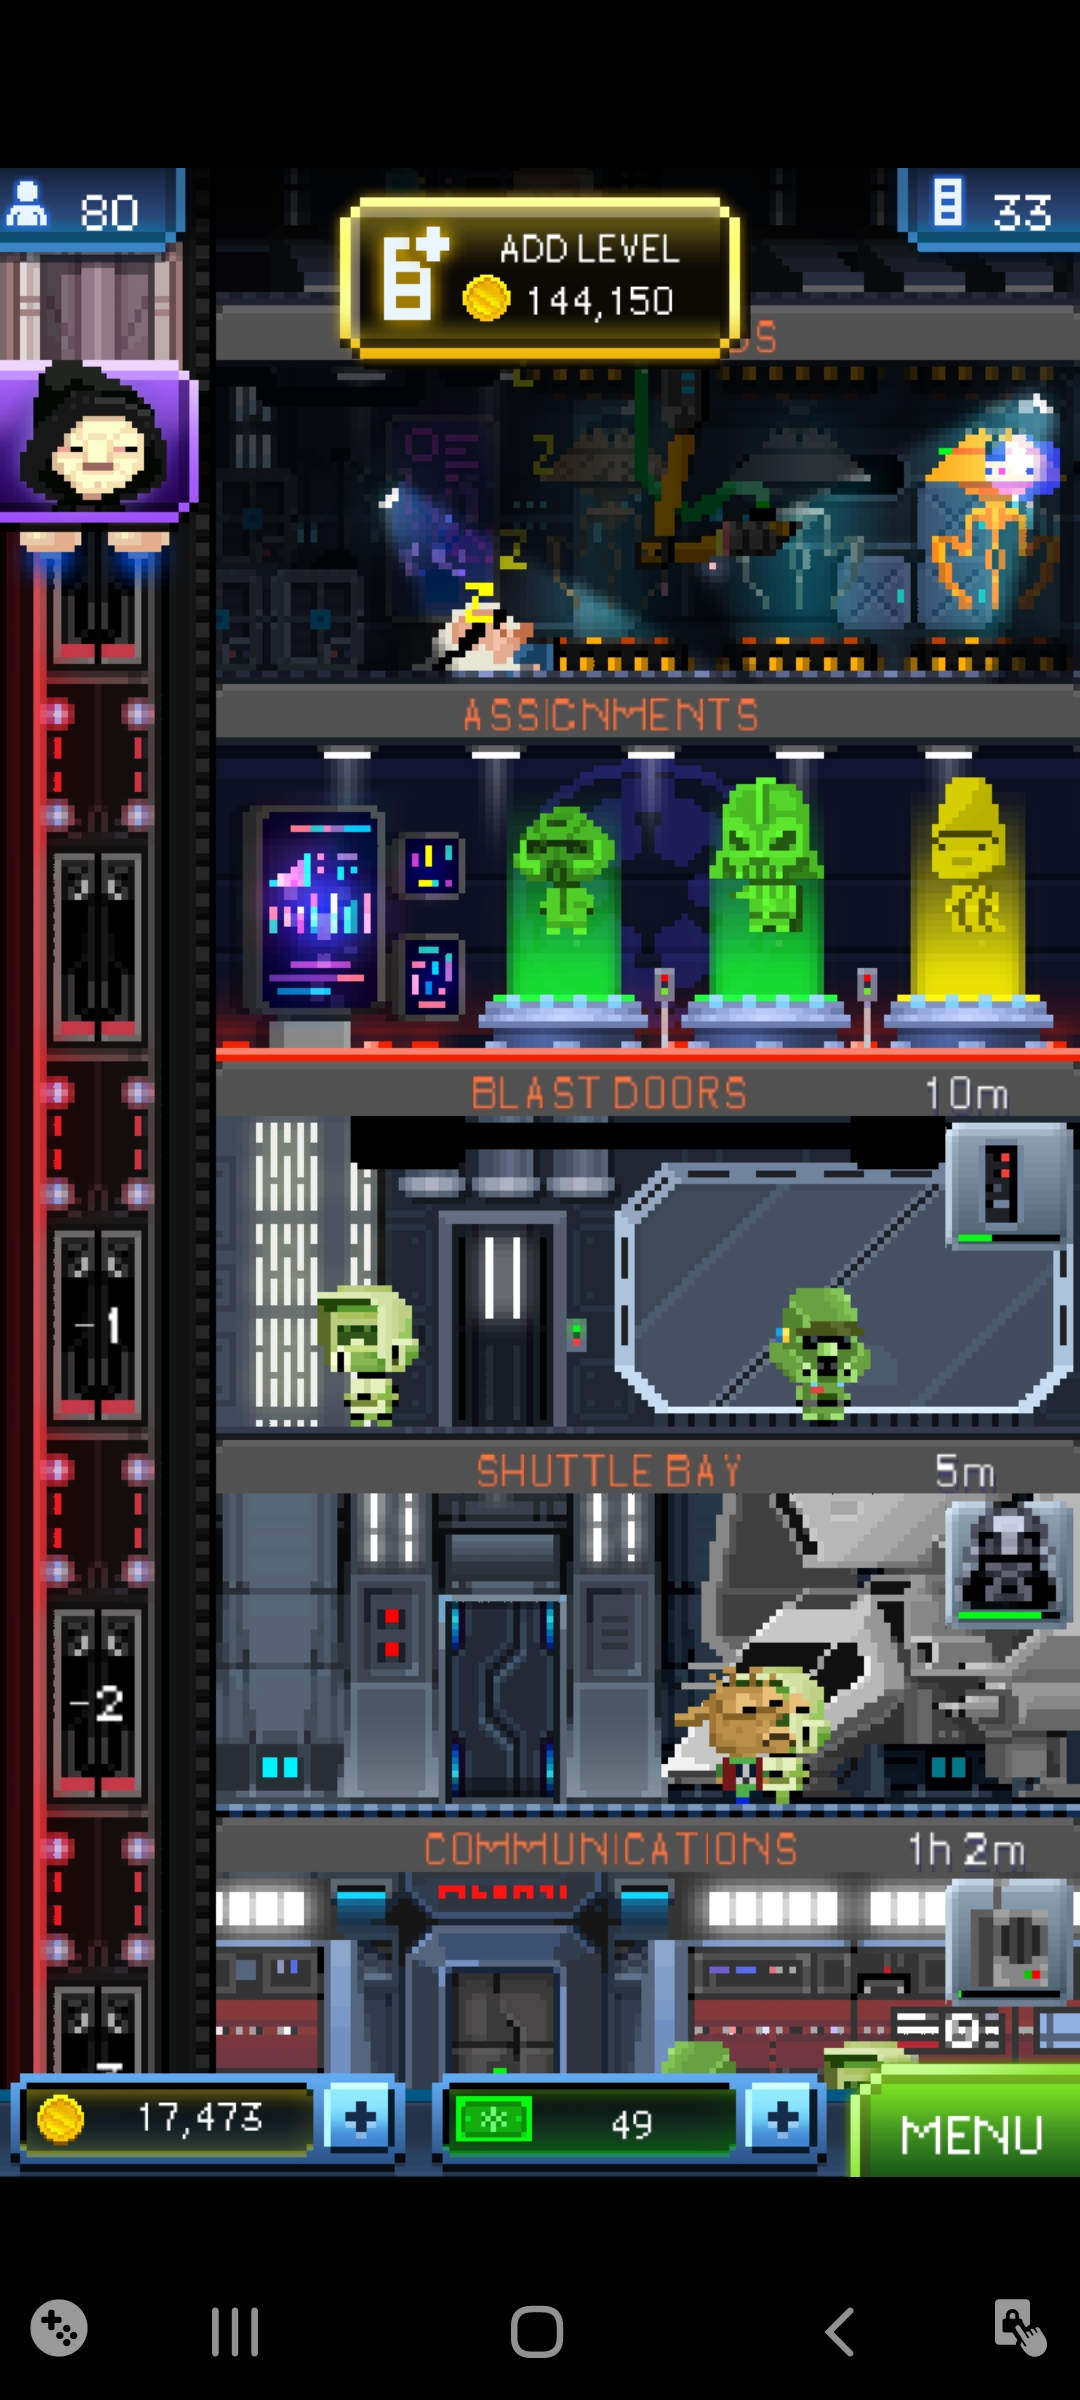 80
ADD LEVEL
144,150
33
DS
Z
Z
Z
ASSIGNMENTS
BLAST DOORS 10m
-1
SHUTTLE BAY 5m
-2
COMMUNICATIONS 1h 2m
17,473
49
MENU